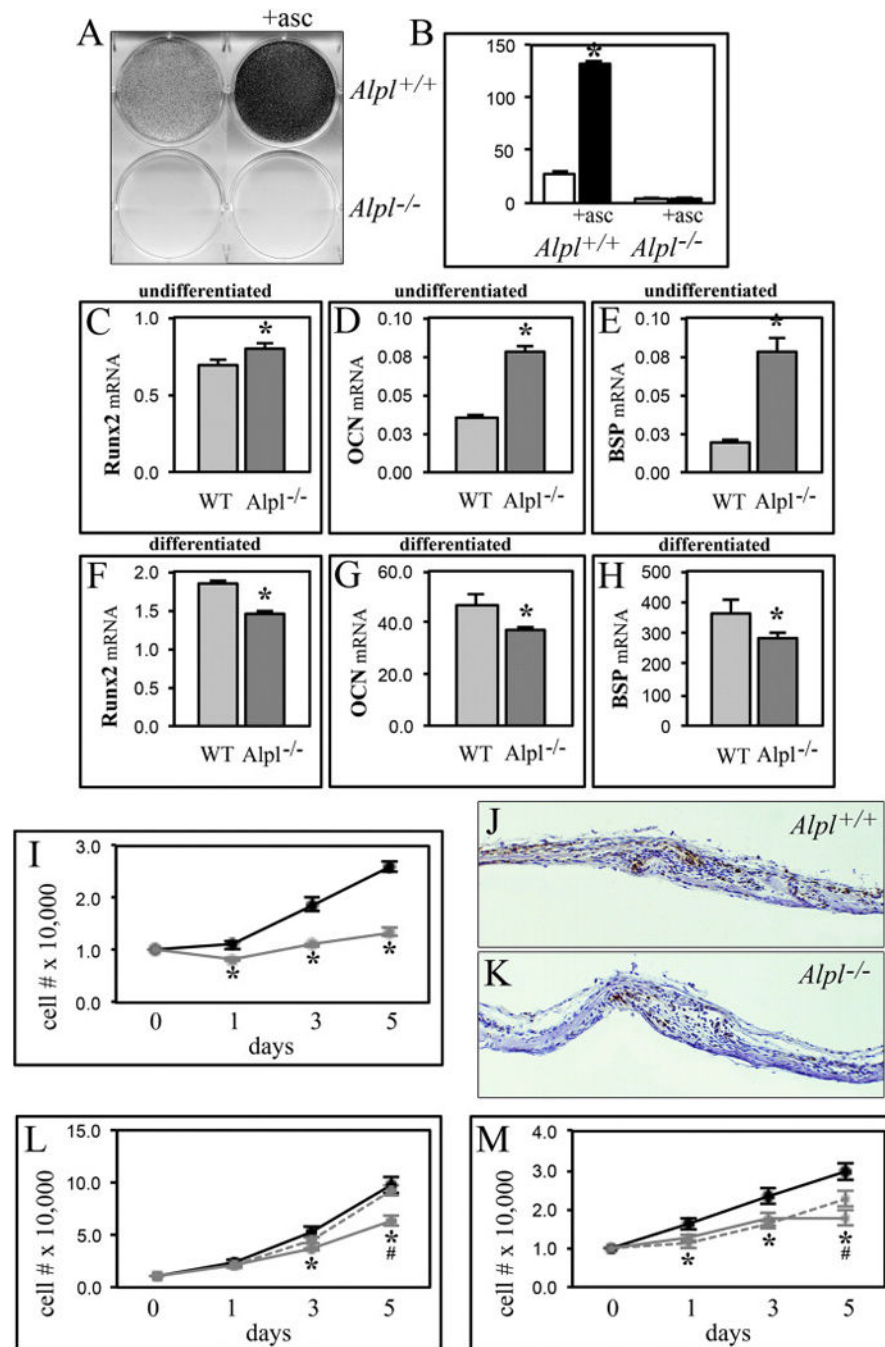 +asc
A
Alpl+/+
Alpl-/-
B
150
100
50
0
+asc +asc
Alpl+/+ Alpl-/-
undifferentiated undifferentiated undifferentiated
C
Runx2 mRNA
1.0
*
0.5
0.0
WT Alpl-/-
D
OCN mRNA
0.10
*
0.08
0.05
0.03
0.00
WT Alpl-/-
E
BSP mRNA
0.10
*
0.08
0.05
0.03
0.00
WT Alpl-/-
differentiated differentiated differentiated
F
Runx2 mRNA
2.0
1.5
*
1.0
0.5
0.0
WT Alpl-/-
G
OCN mRNA
60.0
40.0
*
20.0
0.0
WT Alpl-/-
H
BSP mRNA
500
400
300
*
200
100
0
WT Alpl-/-
I
cell # x 10,000
3.0
2.0
1.0
0.0
* * *
0 1 3 5
days
J
Alpl+/+
K
Alpl-/-
L
cell # x 10,000
15.0
10.0
5.0
0.0
* *
#
0 1 3 5
days
M
cell # x 10,000
4.0
3.0
2.0
1.0
0.0
* * *
#
0 1 3 5
days